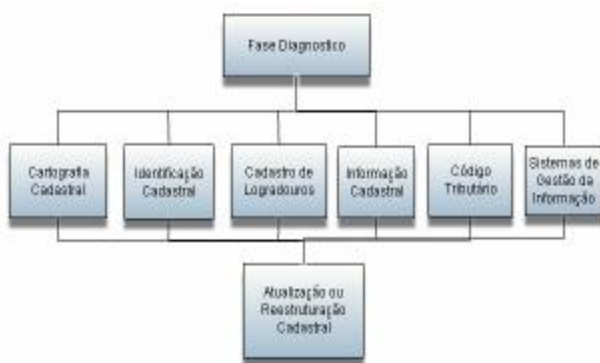 Fase Diagnostico
Cartografia
Cadastral
Identificação
Cadastral
Cadastro de
Logradouros
Informação
Cadastral
Código
Tributário
Sistemas de
Gestão da
Informação
Atualização ou
Reestruturação
Cadastral